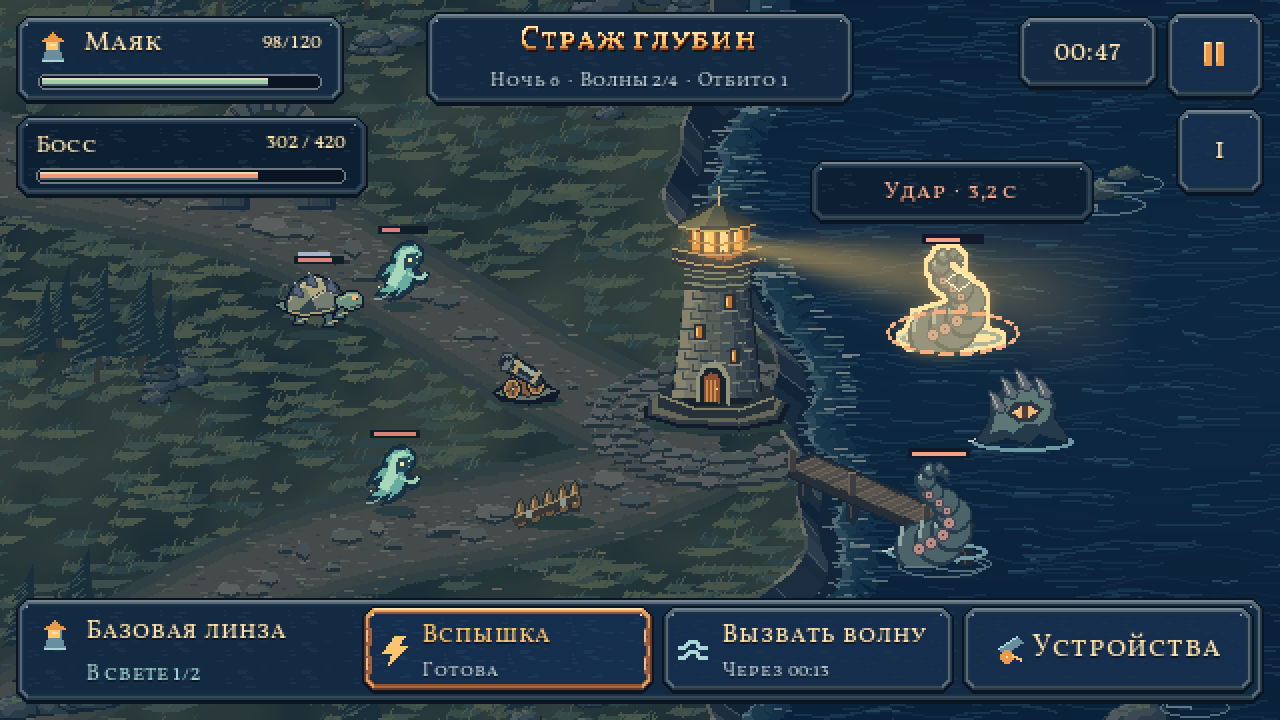 Маяк 98/120
Страж глубин
Ночь 6 · Волны 2/4 · Отбито 1
00:47
Босс 302 / 420
I
Удар · 3,2 с
Базовая линза
В свете 1/2
Вспышка
Готова
Вызвать волну
Через 00:13
Устройства